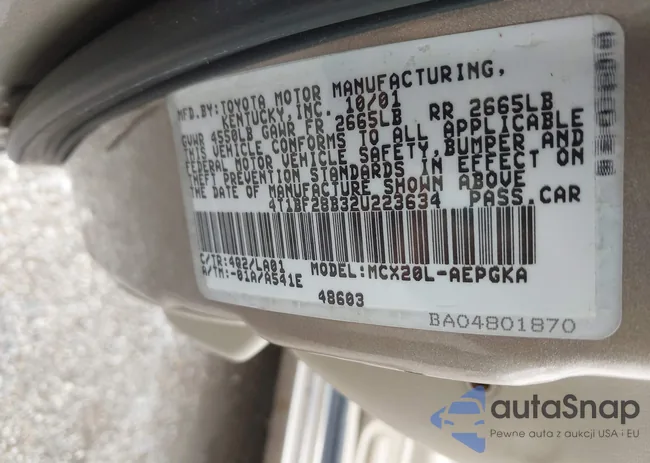 MFD.BY:TOYOTA MOTOR MANUFACTURING,
KENTUCKY, INC. 10/01
GVWR 4550LB GAWR FR 2665LB RR 2665LB
THIS VEHICLE CONFORMS TO ALL APPLICABLE
FEDERAL MOTOR VEHICLE SAFETY,BUMPER AND
THEFT PREVENTION STANDARDS IN EFFECT ON
THE DATE OF MANUFACTURE SHOWN ABOVE
4T1BF28B32U223634 PASS.CAR
C/TR:402/LA01 MODEL:MCX20L-AEPGKA
A/TM:-01A/A541E
48603
BA04801870
autaSnap
Pewne auta z aukcji USA i EU